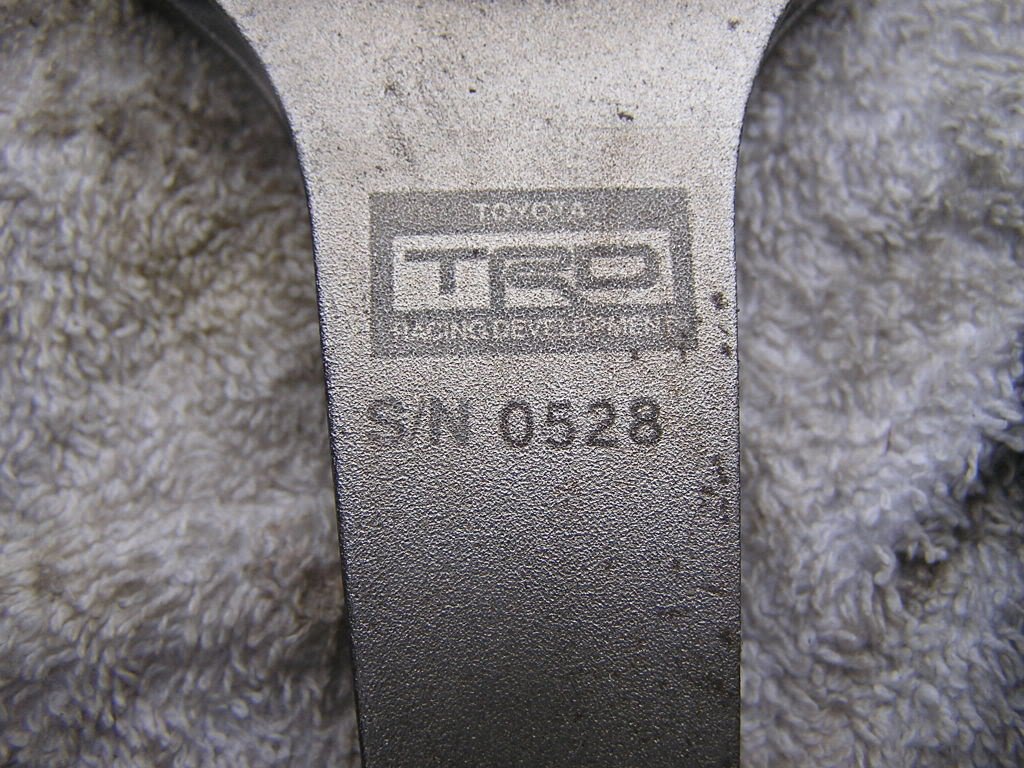 TOYOTA
TRD
RACING DEVELOPMENT
S/N 0528